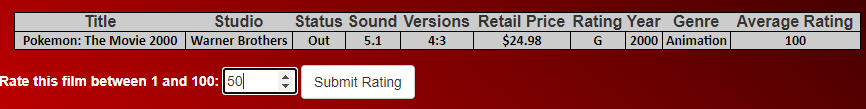 Title Studio Status Sound Versions Retail Price Rating Year Genre Average Rating
Pokemon: The Movie 2000 Warner Brothers Out 5.1 4:3 $24.98 G 2000 Animation 100
Rate this film between 1 and 100: 50 Submit Rating